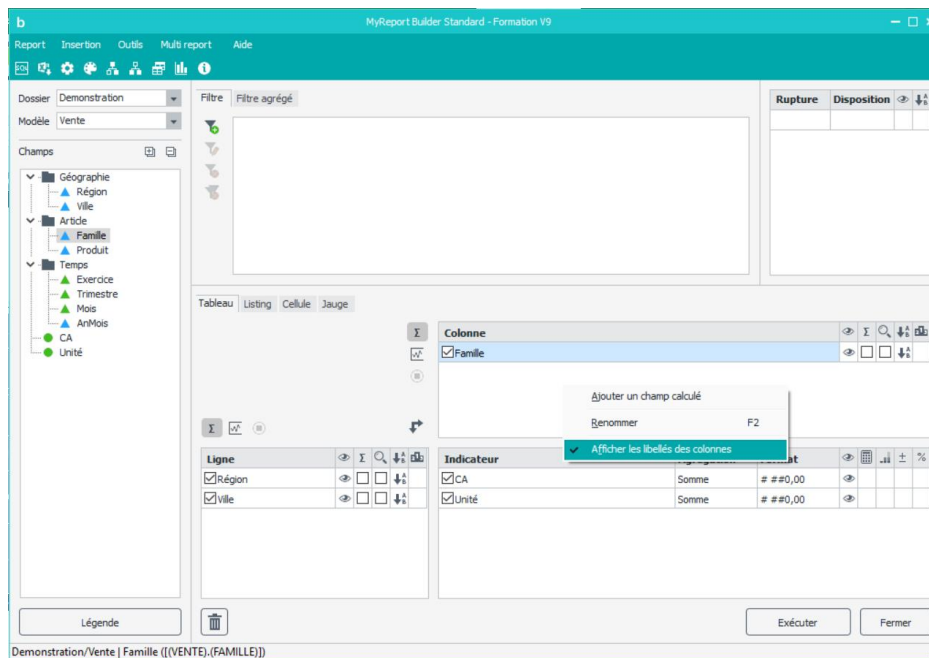 b MyReport Builder Standard - Formation V9
Report Insertion Outils Multi report Aide
Dossier Demonstration
Modèle Vente
Champs
Géographie
Région
Ville
Article
Famille
Produit
Temps
Exercice
Trimestre
Mois
AnMois
CA
Unité
Légende
Filtre Filtre agrégé
Rupture Disposition
Tableau Listing Cellule Jauge
Σ Colonne Σ
Famille
Ajouter un champ calculé
Renommer F2
Afficher les libellés des colonnes
Σ
Ligne Σ
Région
Ville
Indicateur ± %
CA Somme # ##0,00
Unité Somme # ##0,00
Exécuter Fermer
Demonstration/Vente | Famille ([(VENTE).(FAMILLE)])